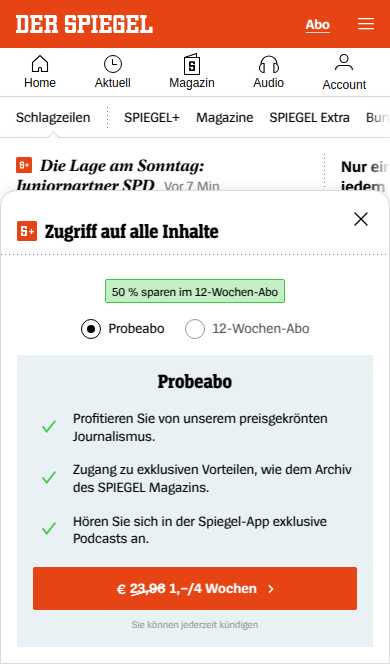 DER SPIEGEL
Abo
Home
Aktuell
Magazin
Audio
Account
Schlagzeilen
SPIEGEL+
Magazine
SPIEGEL Extra
Bun
S+ Die Lage am Sonntag:
Juniorpartner SPD Vor 7 Min
Nur ein
jedem
S+ Zugriff auf alle Inhalte
50 % sparen im 12-Wochen-Abo
Probeabo
12-Wochen-Abo
Probeabo
Profitieren Sie von unserem preisgekrönten
Journalismus.
Zugang zu exklusiven Vorteilen, wie dem Archiv
des SPIEGEL Magazins.
Hören Sie sich in der Spiegel-App exklusive
Podcasts an.
€ 23,96 1,–/4 Wochen
Sie können jederzeit kündigen